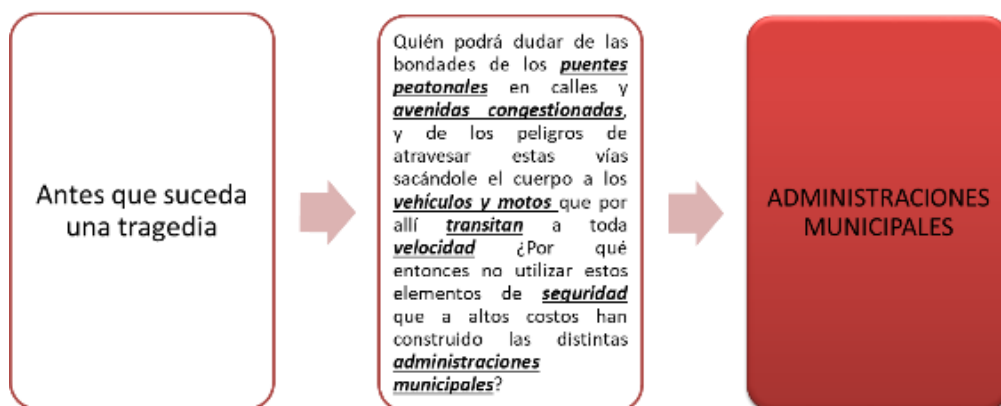 Antes que suceda
una tragedia
Quién podrá dudar de las
bondades de los puentes
peatonales en calles y
avenidas congestionadas,
y de los peligros de
atravesar estas vías
sacándole el cuerpo a los
vehículos y motos que por
allí transitan a toda
velocidad ¿Por qué
entonces no utilizar estos
elementos de seguridad
que a altos costos han
construido las distintas
administraciones
municipales?
ADMINISTRACIONES
MUNICIPALES